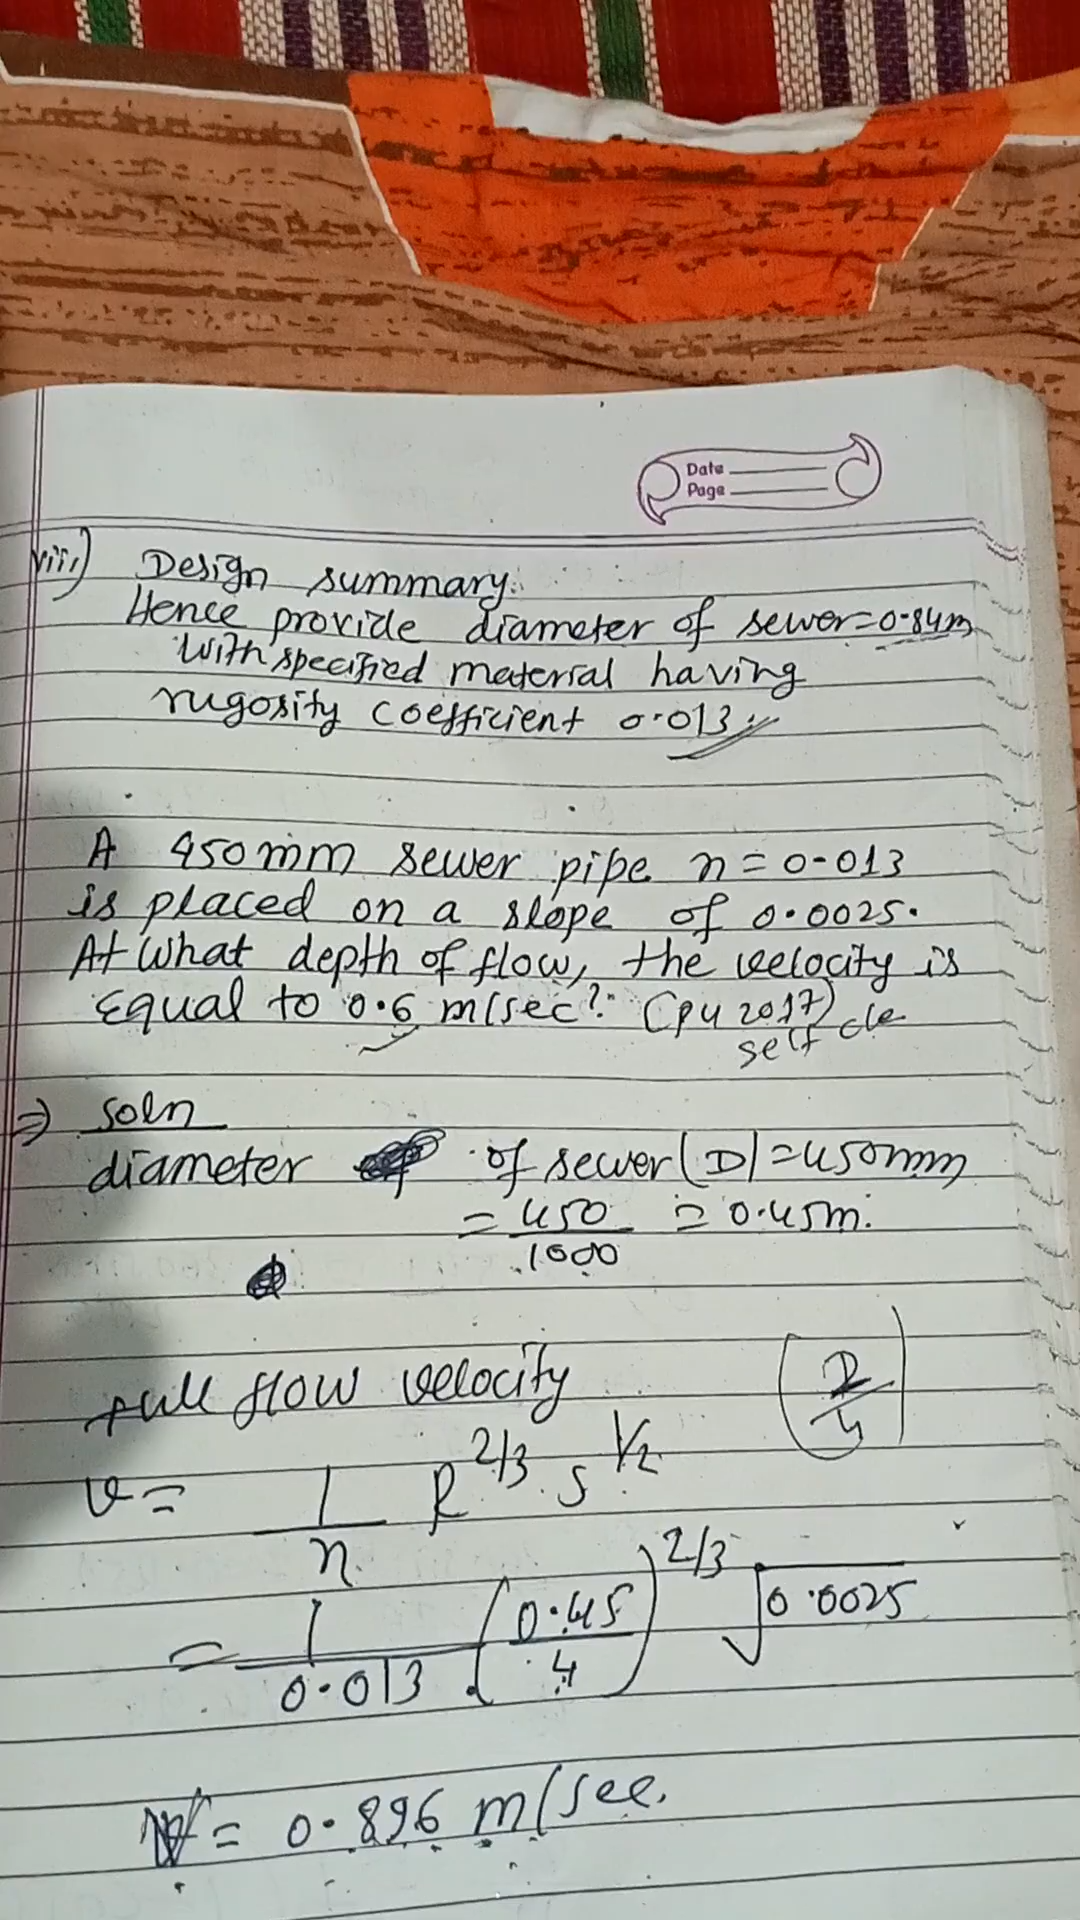 Date
Page
viii,) Design summary:
Hence provide diameter of sewer=0.84m
with specified material having
rugosity coefficient 0.013
A 450mm sewer pipe n=0.013
is placed on a slope of 0.0025.
At what depth of flow, the velocity is
Equal to 0.6 m/sec? (PU 2017)
self cle
⇒ soln
diameter of sewer(D)=450mm
= 450/1000 = 0.45m.
full flow velocity (D/4)
v= 1/n R^2/3 . s^1/2
= 1/0.013 (0.45/4)^2/3 √0.0025
V= 0.896 m/sec.